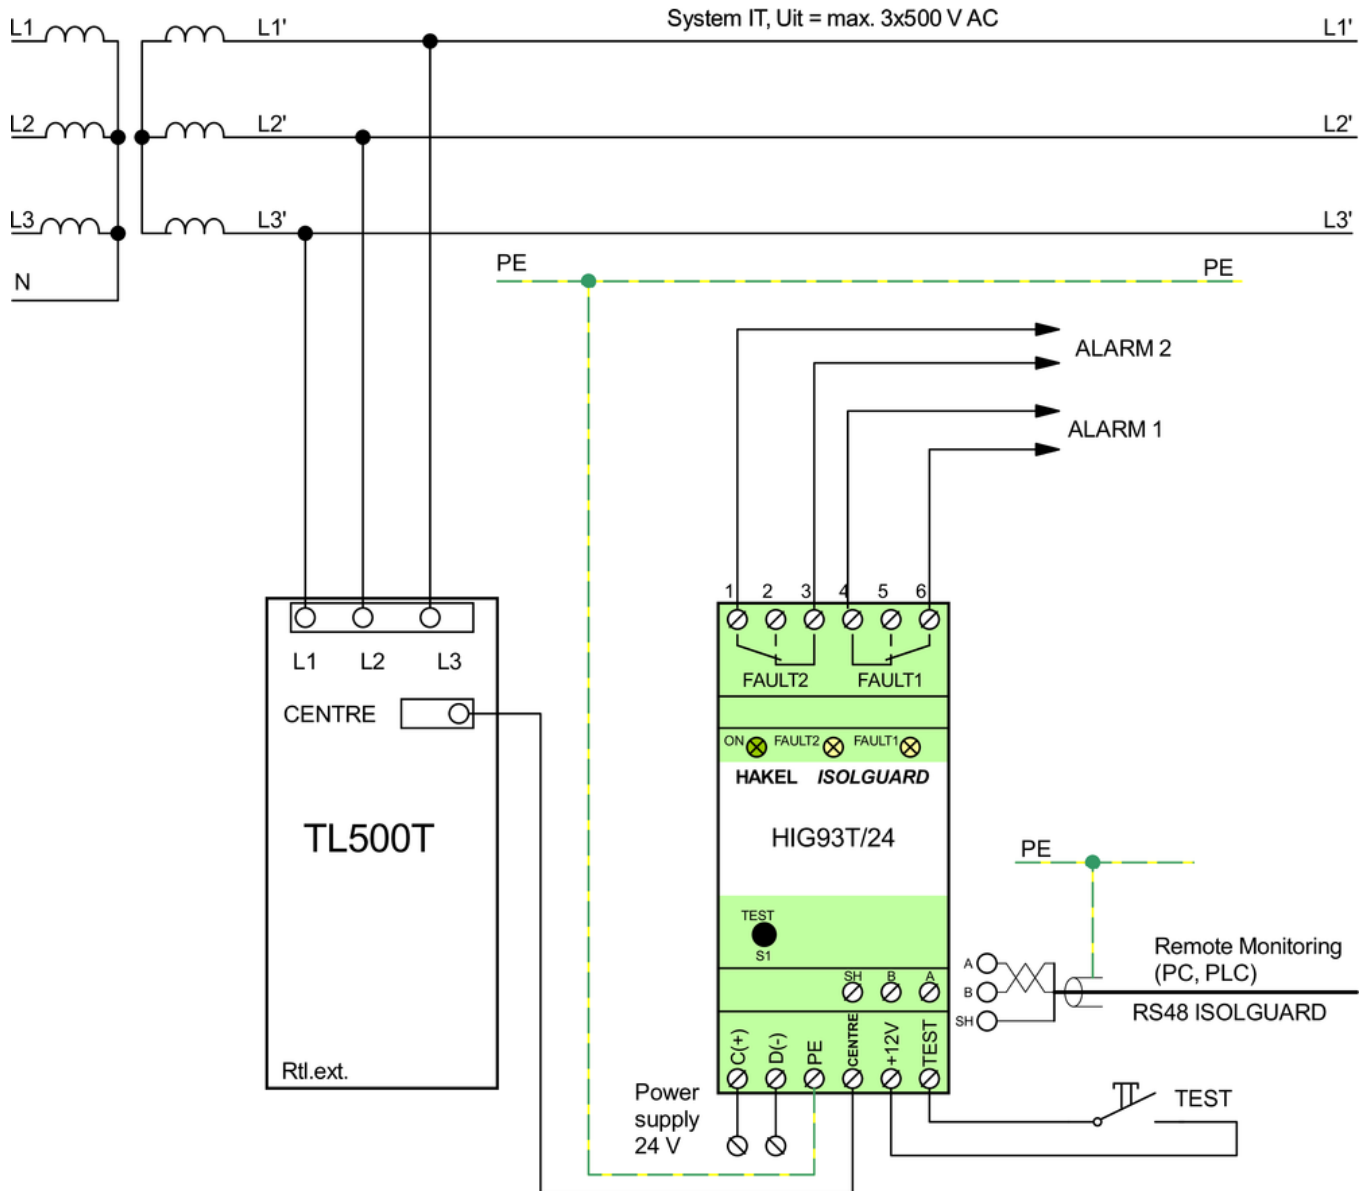 System IT, Uit = max. 3x500 V AC
L1
L1'
L1'
L2
L2'
L2'
L3
L3'
L3'
N
PE
PE
ALARM 2
ALARM 1
1 2 3 4 5 6
FAULT2
FAULT1
L1 L2 L3
CENTRE
ON
FAULT2
FAULT1
HAKEL ISOLGUARD
TL500T
HIG93T/24
PE
TEST
S1
Remote Monitoring
(PC, PLC)
RS48 ISOLGUARD
A
B
SH
SH
B
A
C(+)
D(-)
PE
CENTRE
+12V
TEST
Rtl.ext.
Power
supply
24 V
TEST